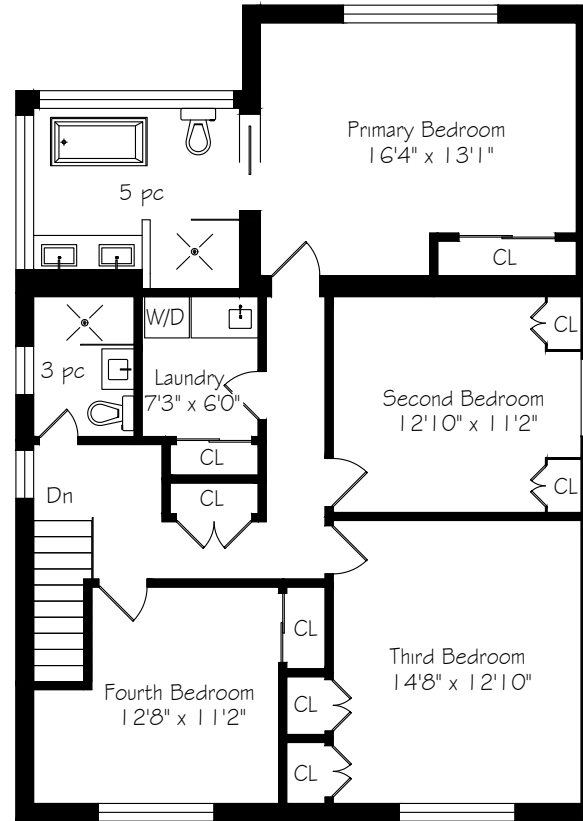 Primary Bedroom
16'4" x 13'1"
5 pc
CL
W/D
CL
3 pc
Laundry
7'3" x 6'0"
Second Bedroom
12'10" x 11'2"
CL
CL
CL
Dn
CL
Third Bedroom
14'8" x 12'10"
Fourth Bedroom
12'8" x 11'2"
CL
CL